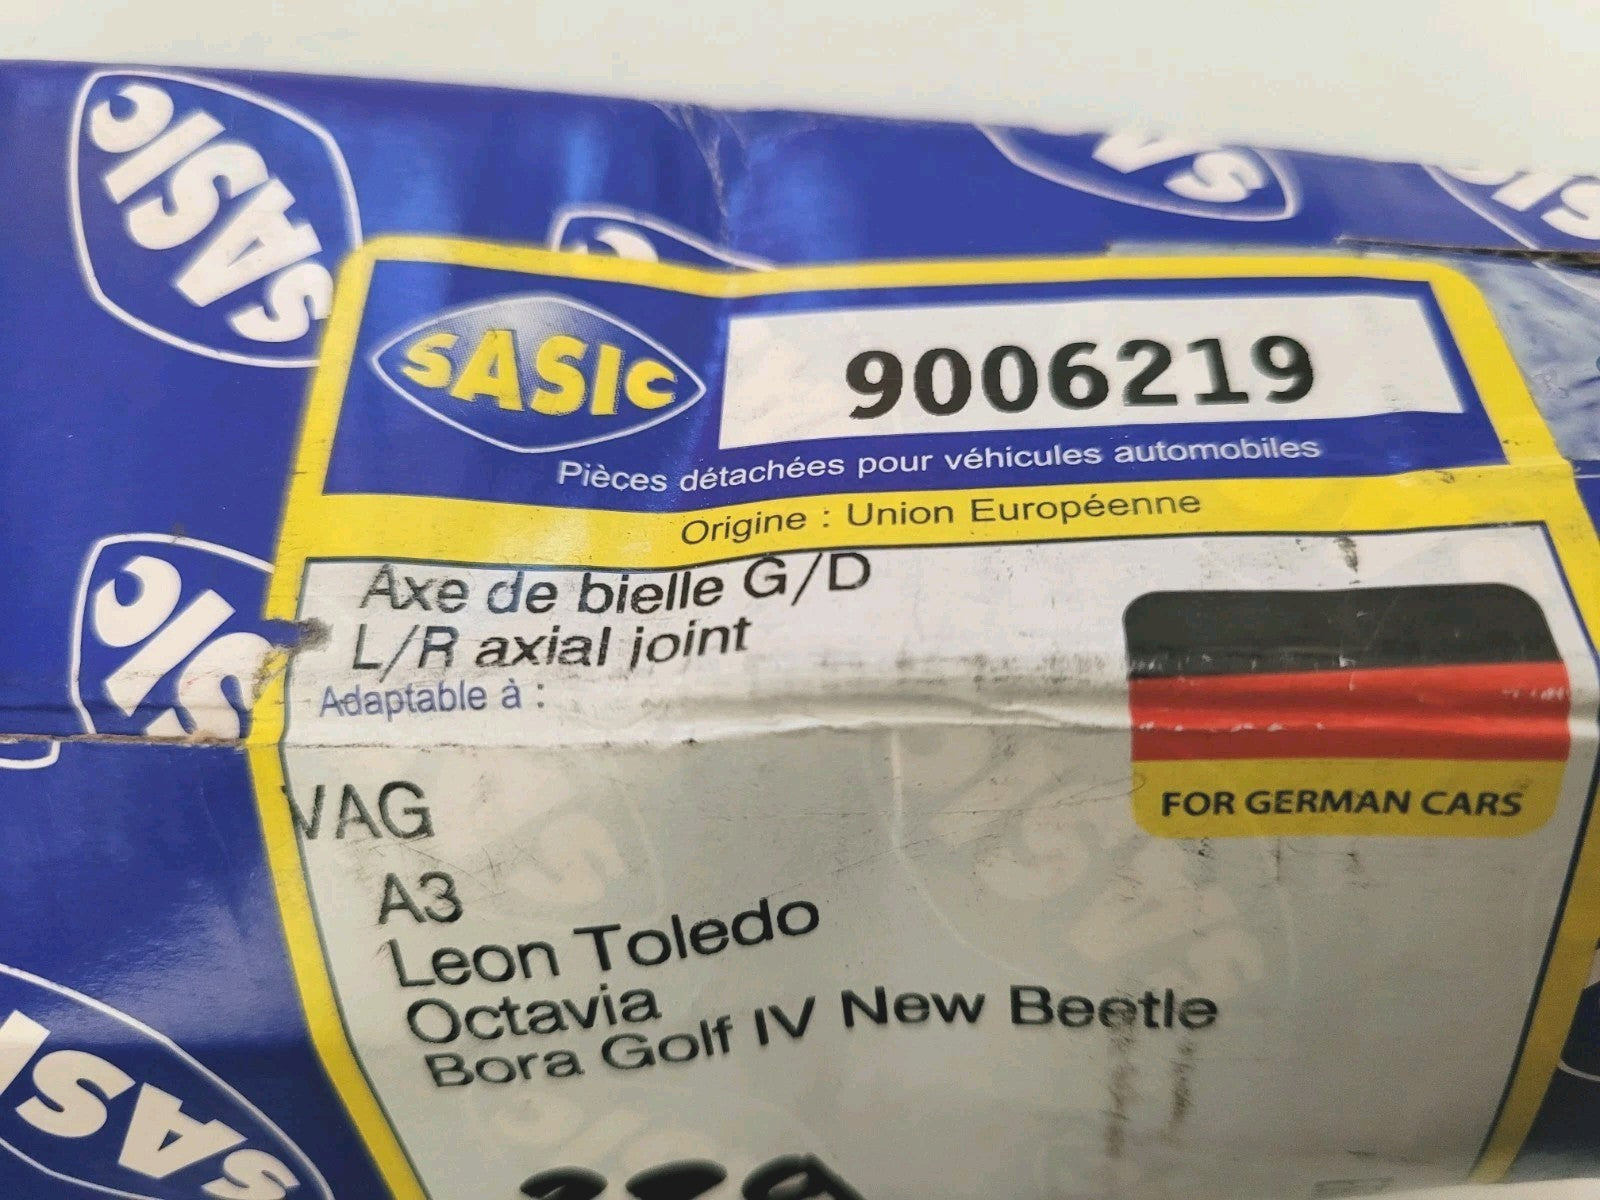 SASIC
SASIC
9006219
Pièces détachées pour véhicules automobiles
Origine : Union Européenne
Axe de bielle G/D
L/R axial joint
Adaptable à :
FOR GERMAN CARS
VAG
A3
Leon Toledo
Octavia
Bora Golf IV New Beetle